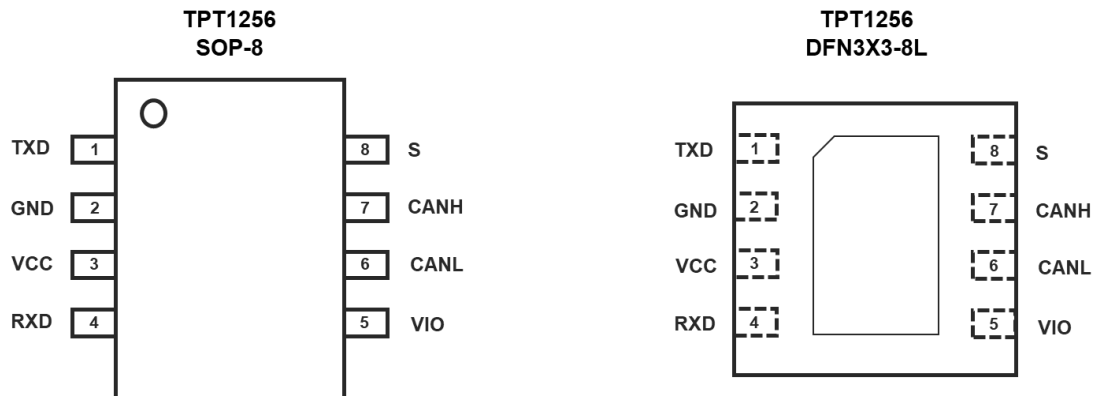 TPT1256
SOP-8
TXD 1 8 S
GND 2 7 CANH
VCC 3 6 CANL
RXD 4 5 VIO
TPT1256
DFN3X3-8L
TXD 1 8 S
GND 2 7 CANH
VCC 3 6 CANL
RXD 4 5 VIO